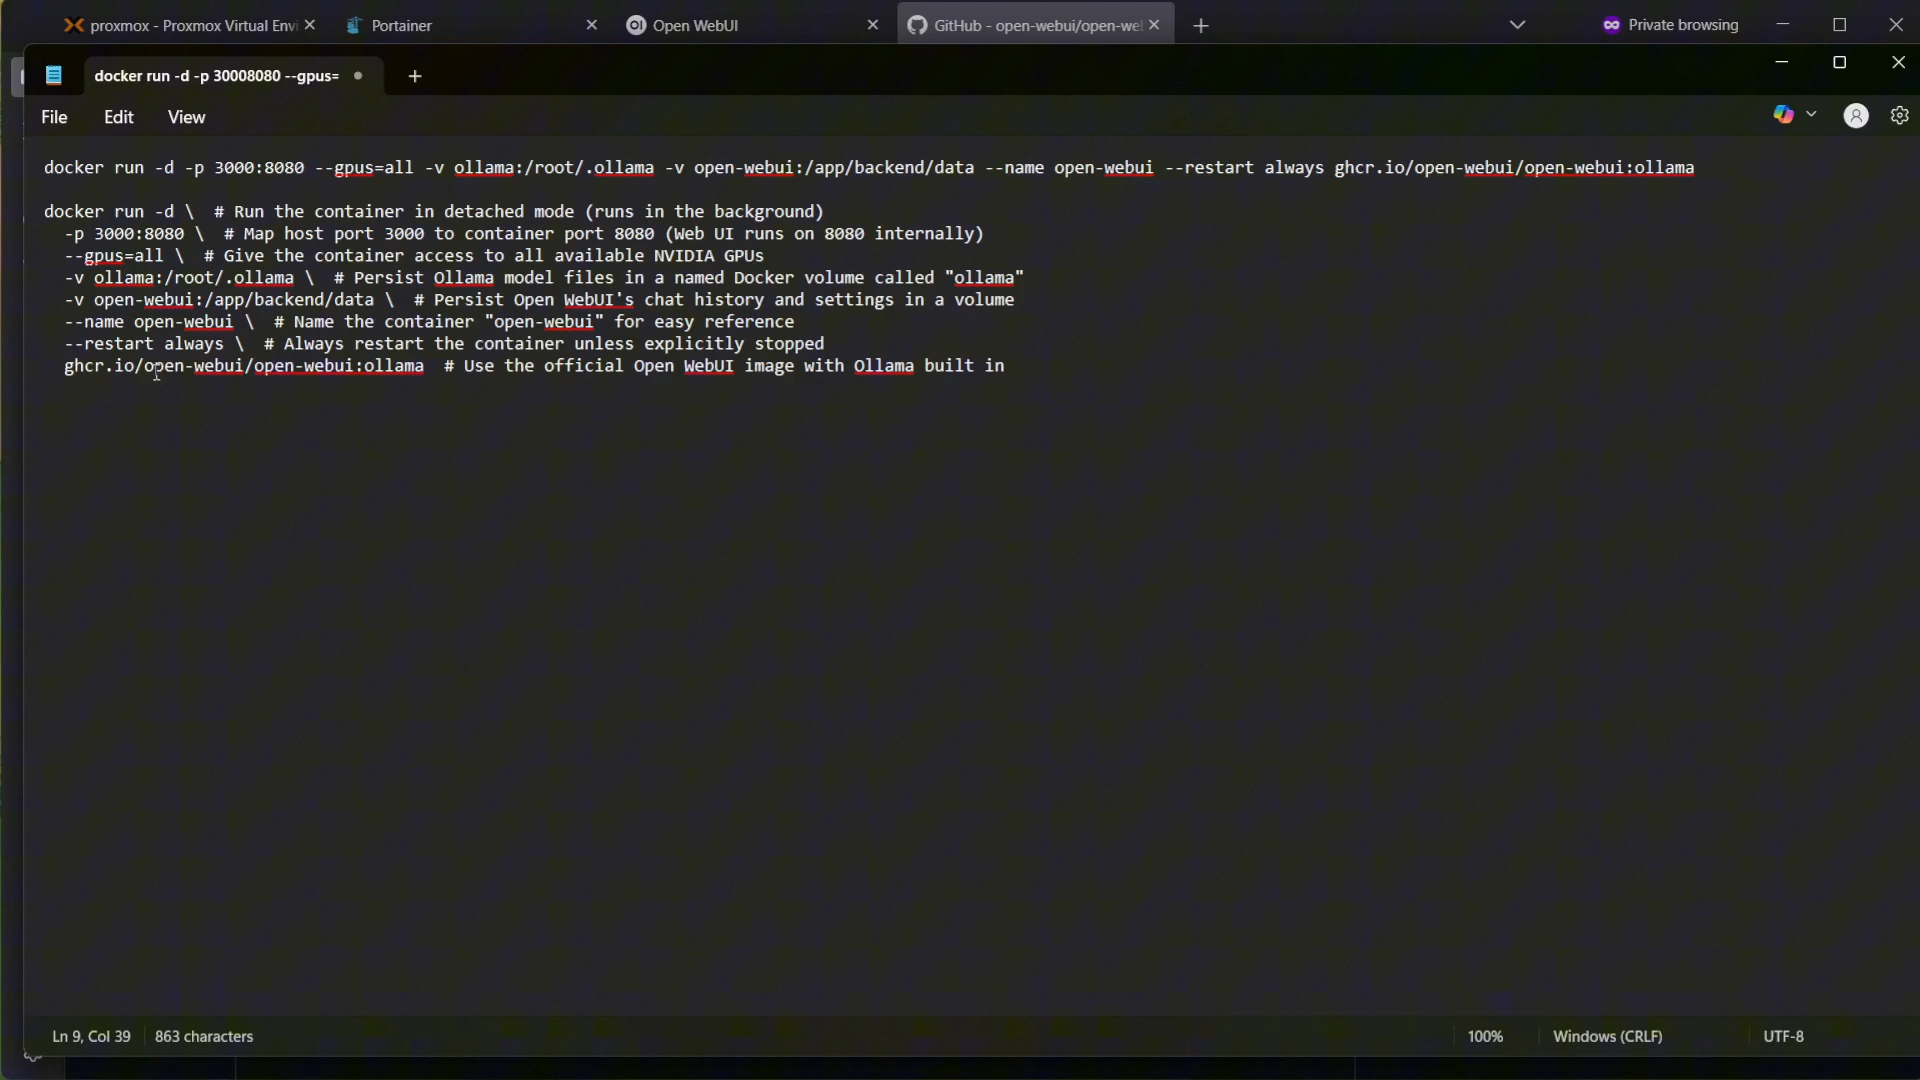 proxmox - Proxmox Virtual Envi
Portainer
Open WebUI
GitHub - open-webui/open-we
Private browsing
docker run -d -p 30008080 --gpus=
File
Edit
View
docker run -d -p 3000:8080 --gpus=all -v ollama:/root/.ollama -v open-webui:/app/backend/data --name open-webui --restart always ghcr.io/open-webui/open-webui:ollama
docker run -d \  # Run the container in detached mode (runs in the background)
  -p 3000:8080 \  # Map host port 3000 to container port 8080 (Web UI runs on 8080 internally)
  --gpus=all \  # Give the container access to all available NVIDIA GPUs
  -v ollama:/root/.ollama \  # Persist Ollama model files in a named Docker volume called "ollama"
  -v open-webui:/app/backend/data \  # Persist Open WebUI's chat history and settings in a volume
  --name open-webui \  # Name the container "open-webui" for easy reference
  --restart always \  # Always restart the container unless explicitly stopped
  ghcr.io/open-webui/open-webui:ollama  # Use the official Open WebUI image with Ollama built in
Ln 9, Col 39
863 characters
100%
Windows (CRLF)
UTF-8